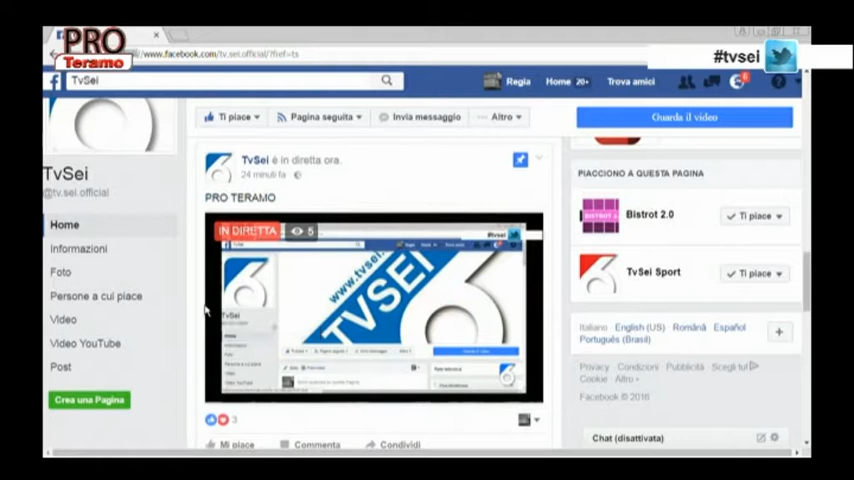 PRO
Teramo
www.facebook.com/tv.sei.official/?fref=ts
#tvsei
TvSei
Regia
Home 20+
Trova amici
6
Ti piace
Pagina seguita
Invia messaggio
Altro
Guarda il video
TvSei
@tv.sei.official
Home
Informazioni
Foto
Persone a cui piace
Video
Video YouTube
Post
Crea una Pagina
TvSei è in diretta ora.
24 minuti fa
PRO TERAMO
IN DIRETTA 5
#tvsei
www.tvsei.
TVSEI
TvSei
3
Mi piace
Commenta
Condividi
PIACCIONO A QUESTA PAGINA
Bistrot 2.0
Ti piace
TvSei Sport
Ti piace
Italiano · English (US) · Română · Español ·
Português (Brasil)
Privacy · Condizioni · Pubblicità · Scegli tu!
Cookie · Altro
Facebook © 2016
Chat (disattivata)